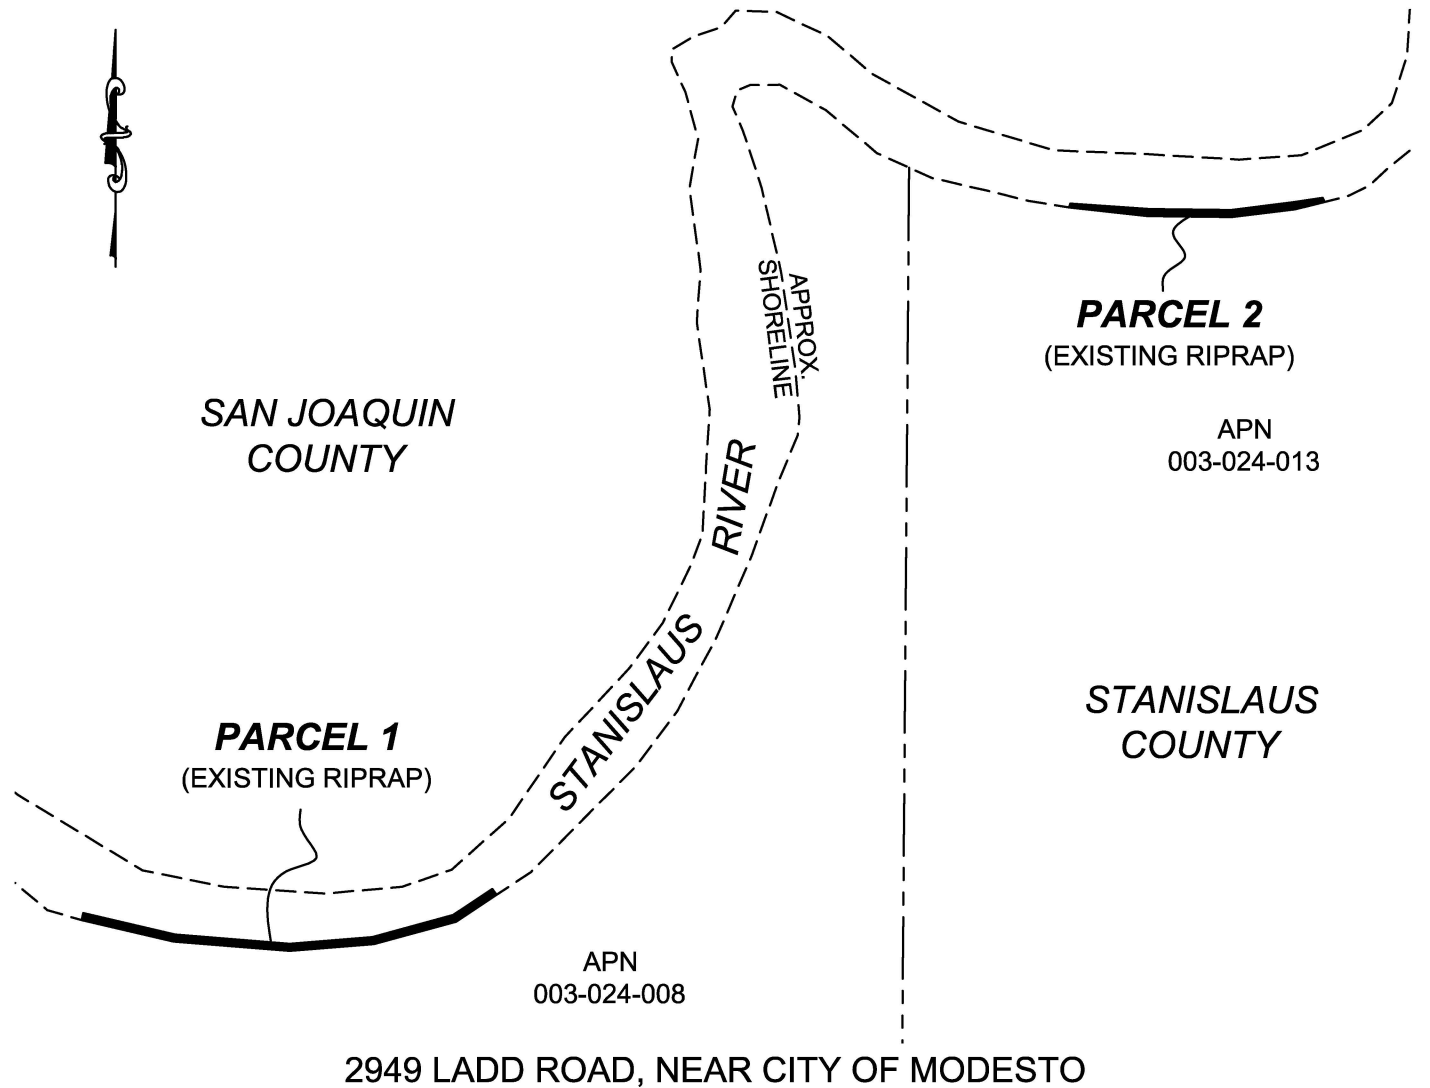 APPROX.
SHORELINE
PARCEL 2
(EXISTING RIPRAP)
SAN JOAQUIN
COUNTY
APN
003-024-013
STANISLAUS RIVER
STANISLAUS
COUNTY
PARCEL 1
(EXISTING RIPRAP)
APN
003-024-008
2949 LADD ROAD, NEAR CITY OF MODESTO